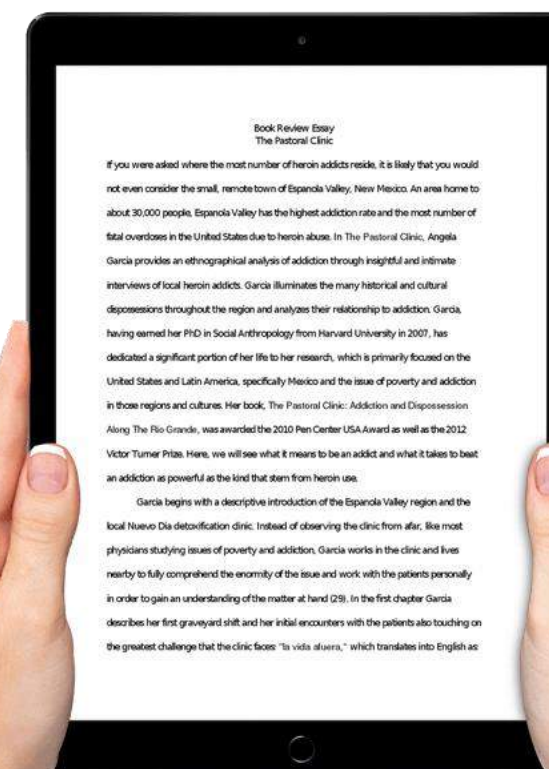 Book Review Essay
The Pastoral Clinic
If you were asked where the most number of heroin addicts reside, it is likely that you would
not even consider the small, remote town of Espanola Valley, New Mexico. An area home to
about 30,000 people, Espanola Valley has the highest addiction rate and the most number of
fatal overdoses in the United States due to heroin abuse. In The Pastoral Clinic, Angela
Garcia provides an ethnographical analysis of addiction through insightful and intimate
interviews of local heroin addicts. Garcia illuminates the many historical and cultural
dispossessions throughout the region and analyzes their relationship to addiction. Garcia,
having earned her PhD in Social Anthropology from Harvard University in 2007, has
dedicated a significant portion of her life to her research, which is primarily focused on the
United States and Latin America, specifically Mexico and the issue of poverty and addiction
in those regions and cultures. Her book, The Pastoral Clinic: Addiction and Dispossession
Along The Rio Grande, was awarded the 2010 Pen Center USA Award as well as the 2012
Victor Turner Prize. Here, we will see what it means to be an addict and what it takes to beat
an addiction as powerful as the kind that stem from heroin use.
Garcia begins with a descriptive introduction of the Espanola Valley region and the
local Nuevo Dia detoxification clinic. Instead of observing the clinic from afar, like most
physicians studying issues of poverty and addiction, Garcia works in the clinic and lives
nearby to fully comprehend the enormity of the issue and work with the patients personally
in order to gain an understanding of the matter at hand (29). In the first chapter Garcia
describes her first graveyard shift and her initial encounters with the patients also touching on
the greatest challenge that the clinic faces: "la vida afuera," which translates into English as: